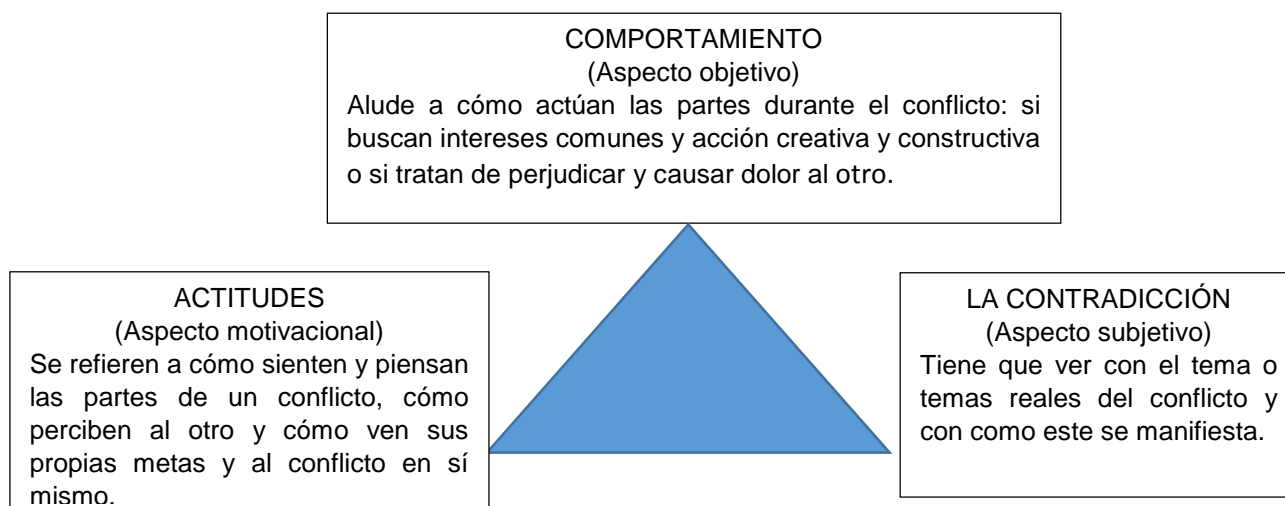 COMPORTAMIENTO
(Aspecto objetivo)
Alude a cómo actúan las partes durante el conflicto: si
buscan intereses comunes y acción creativa y constructiva
o si tratan de perjudicar y causar dolor al otro.
ACTITUDES
(Aspecto motivacional)
Se refieren a cómo sienten y piensan
las partes de un conflicto, cómo
perciben al otro y cómo ven sus
propias metas y al conflicto en sí
mismo.
LA CONTRADICCIÓN
(Aspecto subjetivo)
Tiene que ver con el tema o
temas reales del conflicto y
con como este se manifiesta.